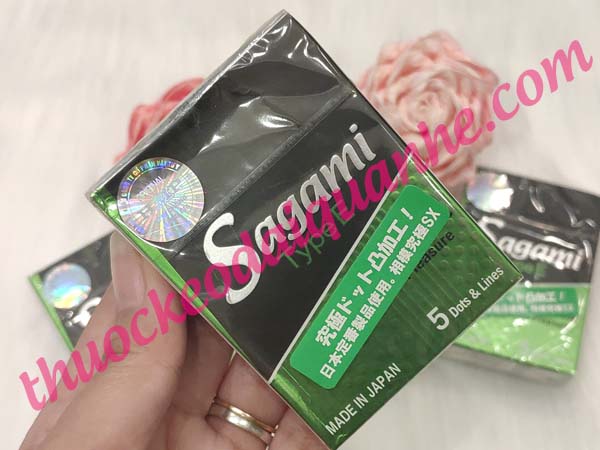 Sagami
Type E
究極ドット凸加工!
日本定番製品使用。相模究極SX
5 Dots & Lines
MADE IN JAPAN
Sagami
thuockeodaiquanhe.com